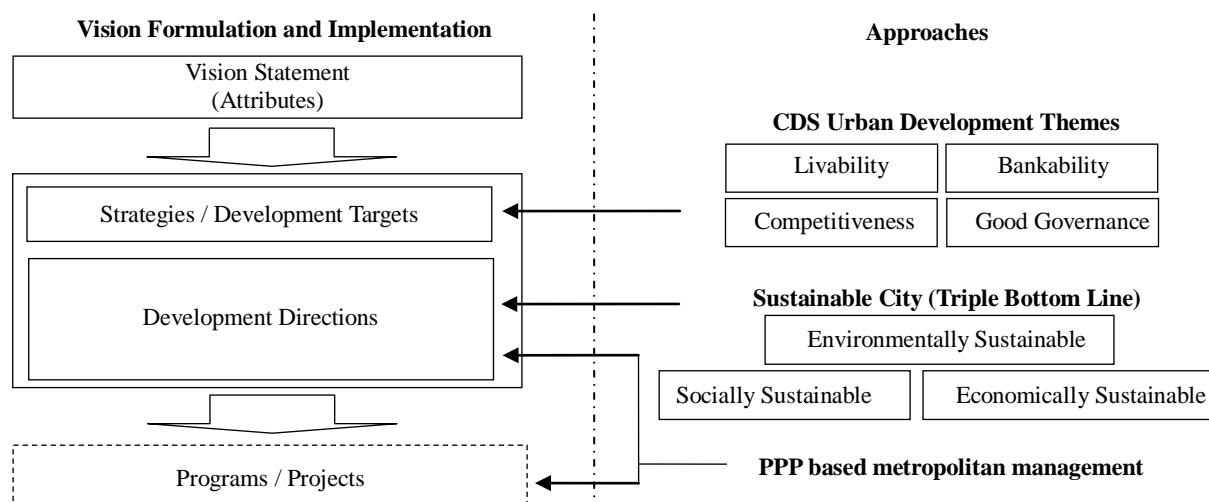 Vision Formulation and Implementation
Vision Statement
(Attributes)
Strategies / Development Targets
Development Directions
Programs / Projects
Approaches
CDS Urban Development Themes
Livability
Bankability
Competitiveness
Good Governance
Sustainable City (Triple Bottom Line)
Environmentally Sustainable
Socially Sustainable
Economically Sustainable
PPP based metropolitan management